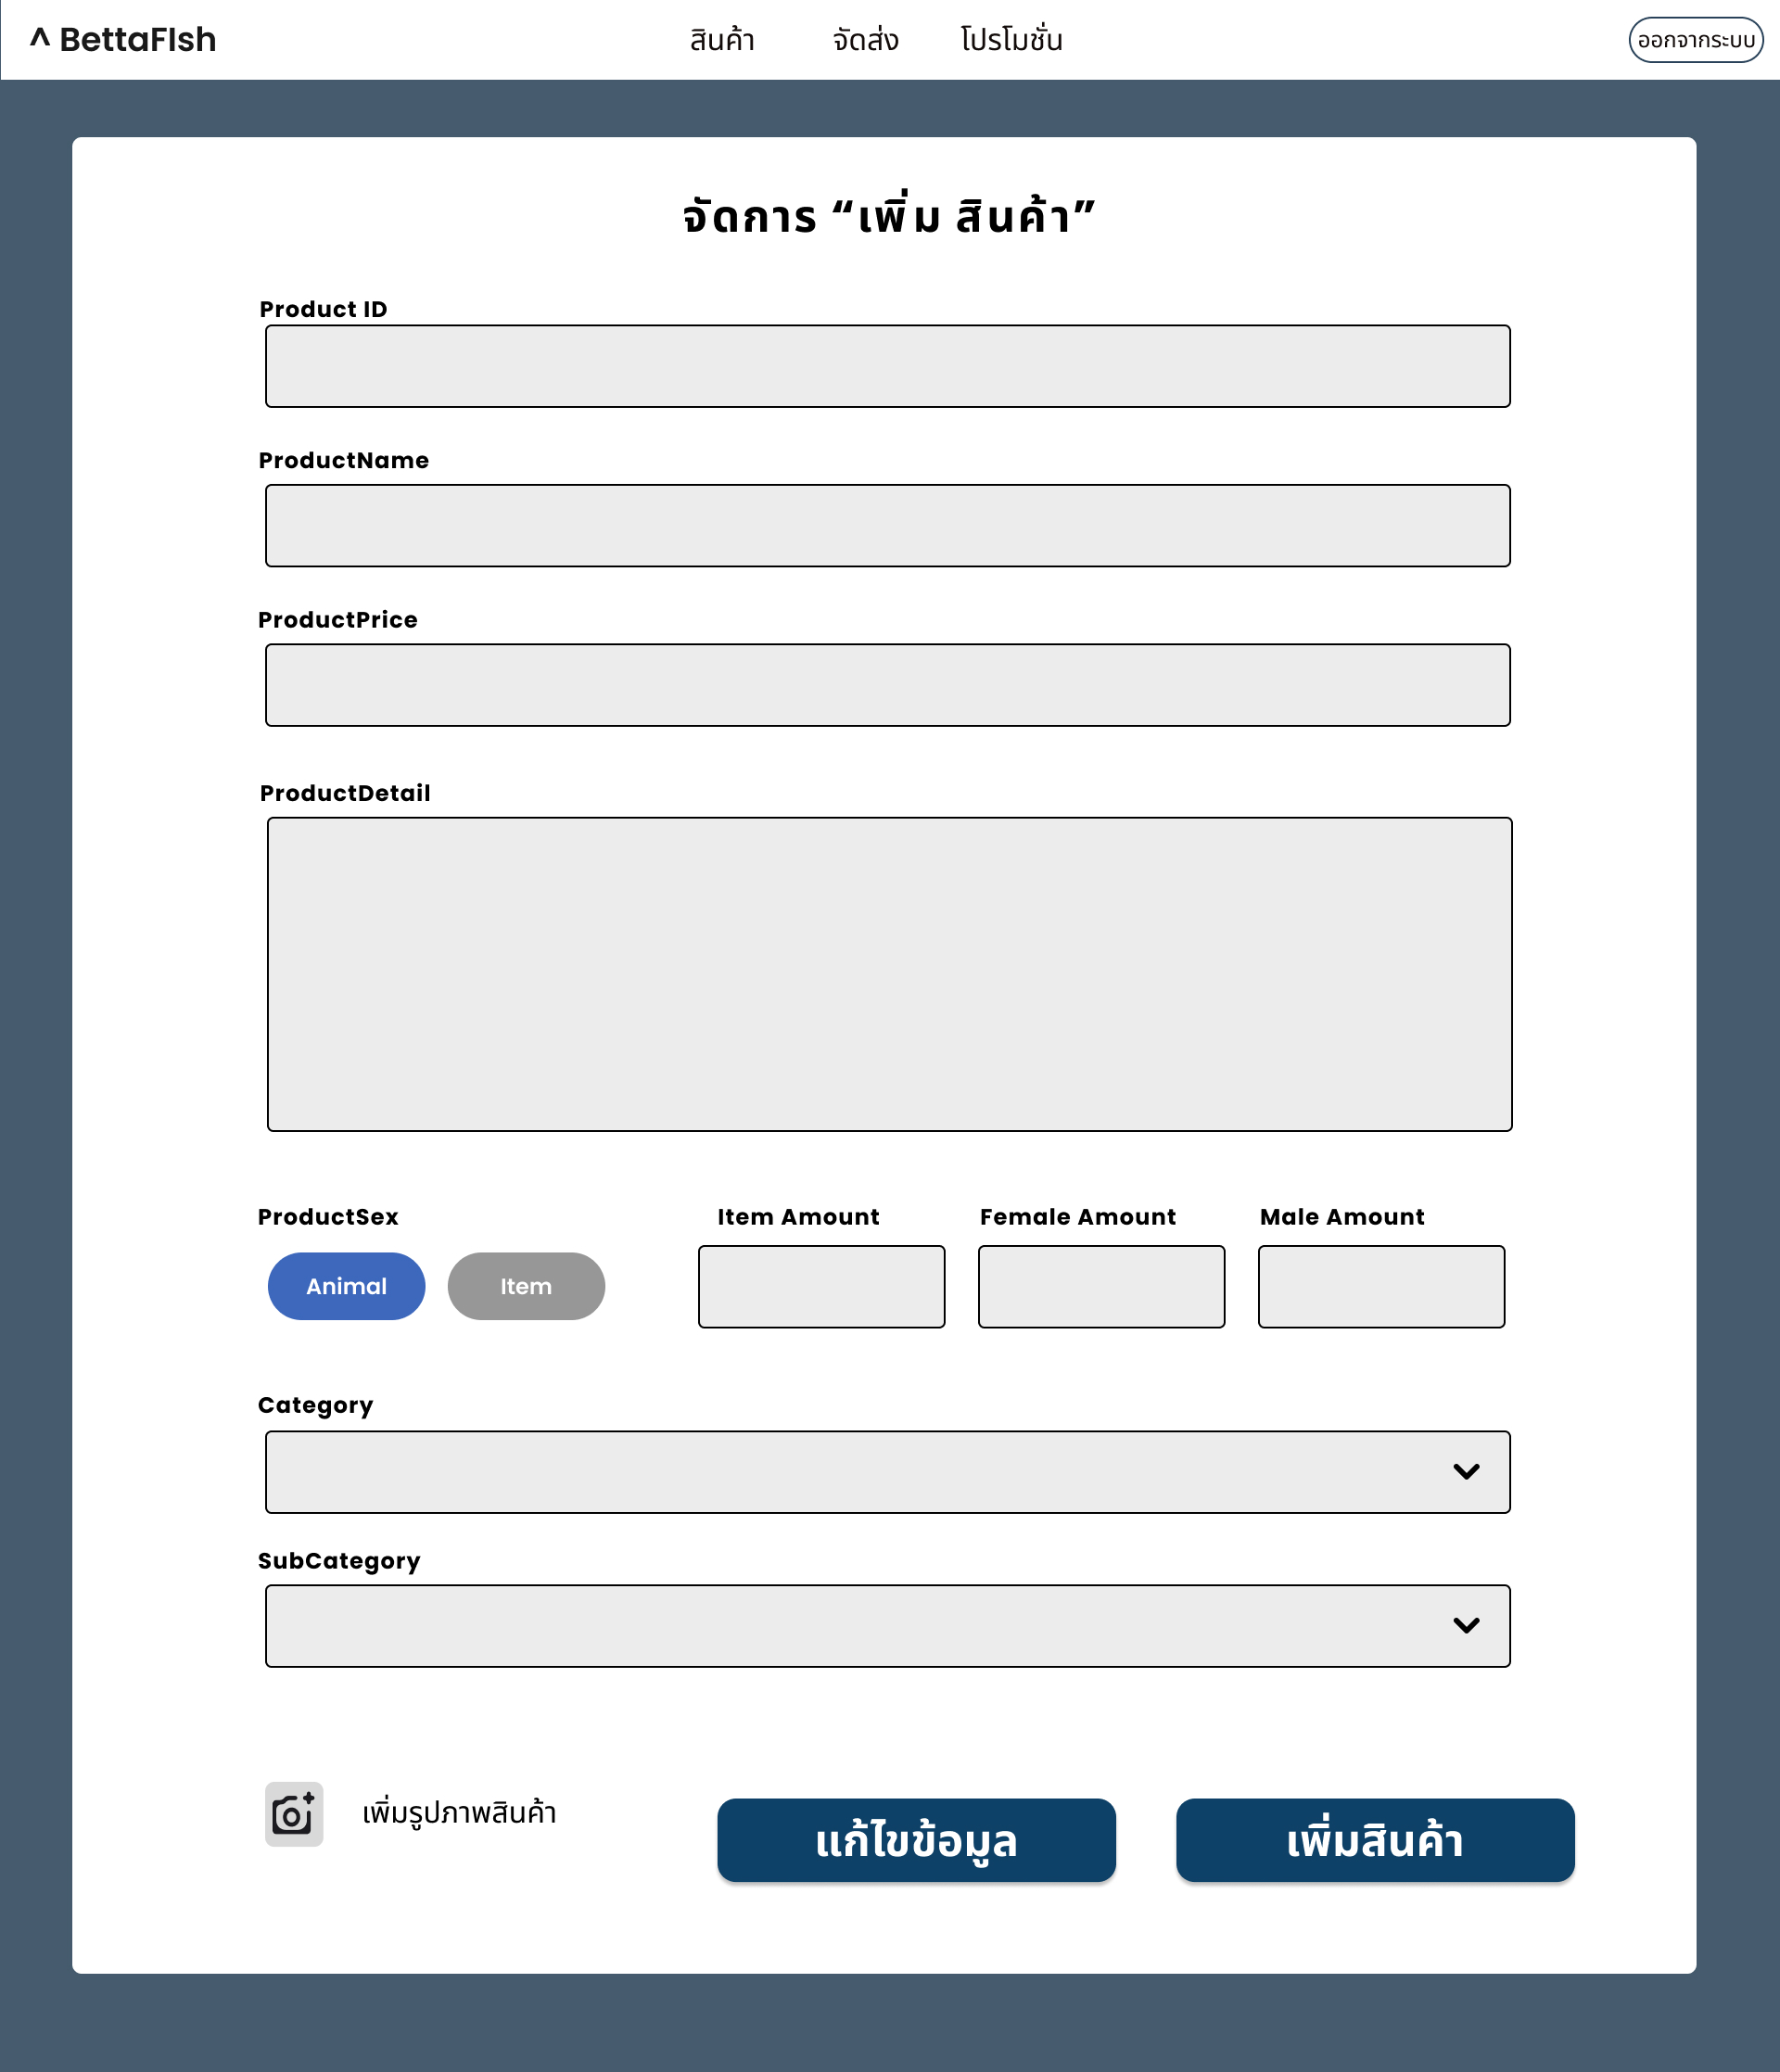 ^ BettaFIsh
สินค้า จัดส่ง โปรโมชั่น
ออกจากระบบ
จัดการ “เพิ่ม สินค้า”
Product ID
ProductName
ProductPrice
ProductDetail
ProductSex
Item Amount Female Amount Male Amount
Animal Item
Category
SubCategory
เพิ่มรูปภาพสินค้า
แก้ไขข้อมูล เพิ่มสินค้า